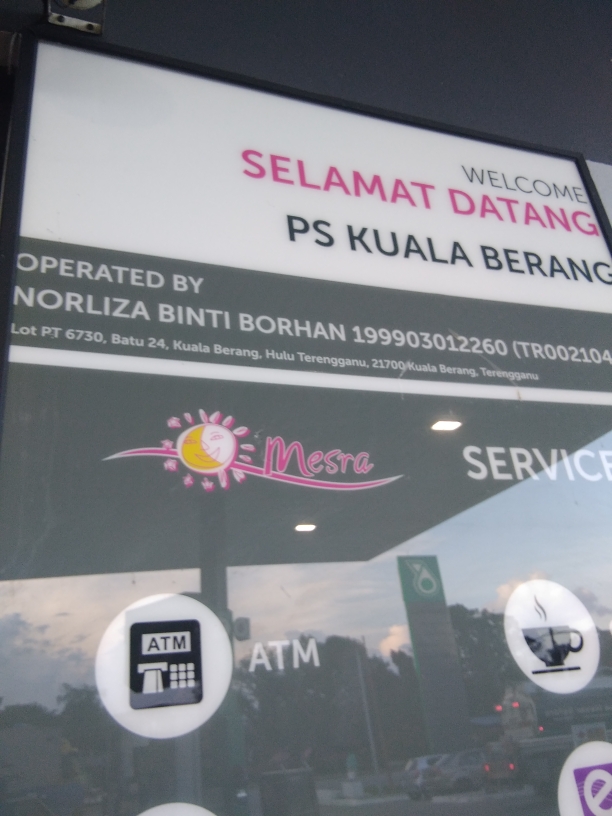 WELCOME
SELAMAT DATANG
PS KUALA BERANG
OPERATED BY
NORLIZA BINTI BORHAN 199903012260 (TR002104
Lot PT 6730, Batu 24, Kuala Berang, Hulu Terengganu, 21700 Kuala Berang, Terengganu
Mesra
SERVICE
ATM
ATM
e